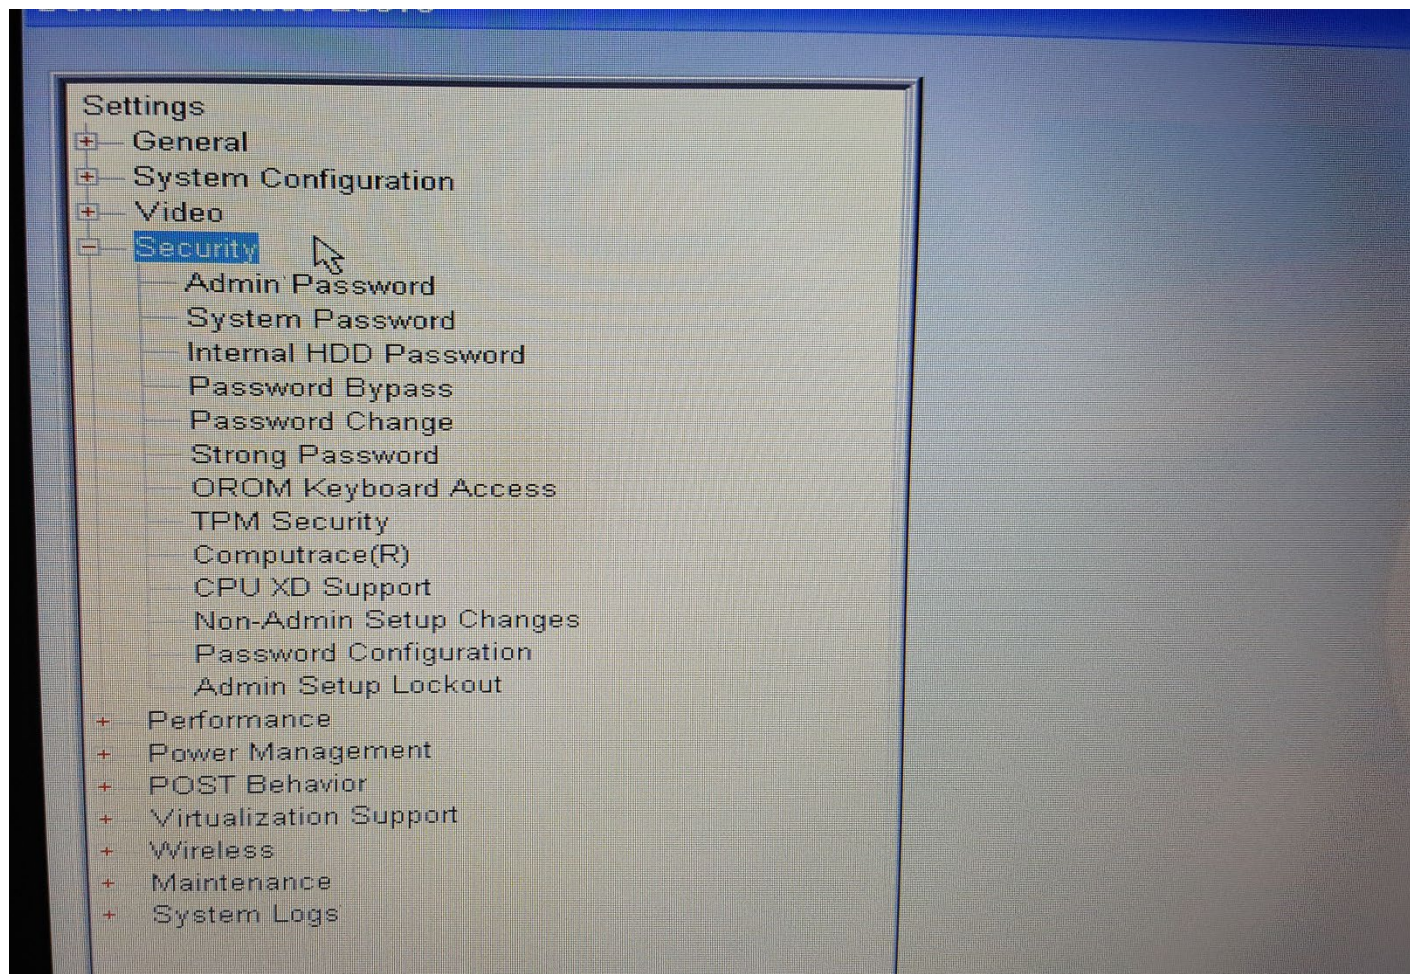 Settings
General
System Configuration
Video
Security
Admin Password
System Password
Internal HDD Password
Password Bypass
Password Change
Strong Password
OROM Keyboard Access
TPM Security
Computrace(R)
CPU XD Support
Non-Admin Setup Changes
Password Configuration
Admin Setup Lockout
Performance
Power Management
POST Behavior
Virtualization Support
Wireless
Maintenance
System Logs